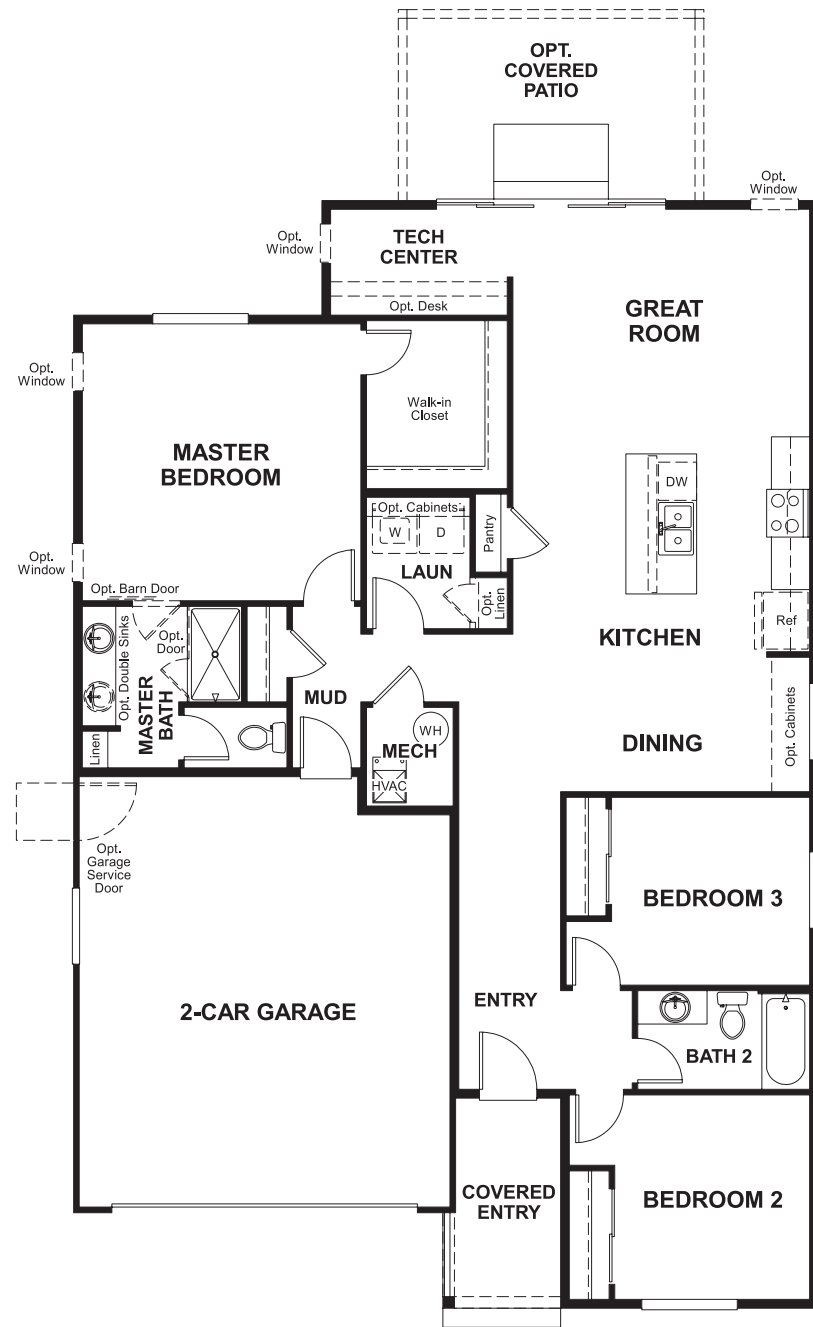 OPT.
COVERED
PATIO
Opt.
Window
Opt.
Window
TECH
CENTER
Opt. Desk
GREAT
ROOM
Opt.
Window
Walk-in
Closet
MASTER
BEDROOM
DW
Opt. Cabinets
W
D
Pantry
LAUN
Opt.
Linen
Opt.
Window
Opt. Barn Door
Opt.
Door
Opt. Double Sinks
MASTER
BATH
Linen
Ref
KITCHEN
MUD
WH
MECH
HVAC
DINING
Opt. Cabinets
Opt.
Garage
Service
Door
BEDROOM 3
2-CAR GARAGE
ENTRY
BATH 2
COVERED
ENTRY
BEDROOM 2